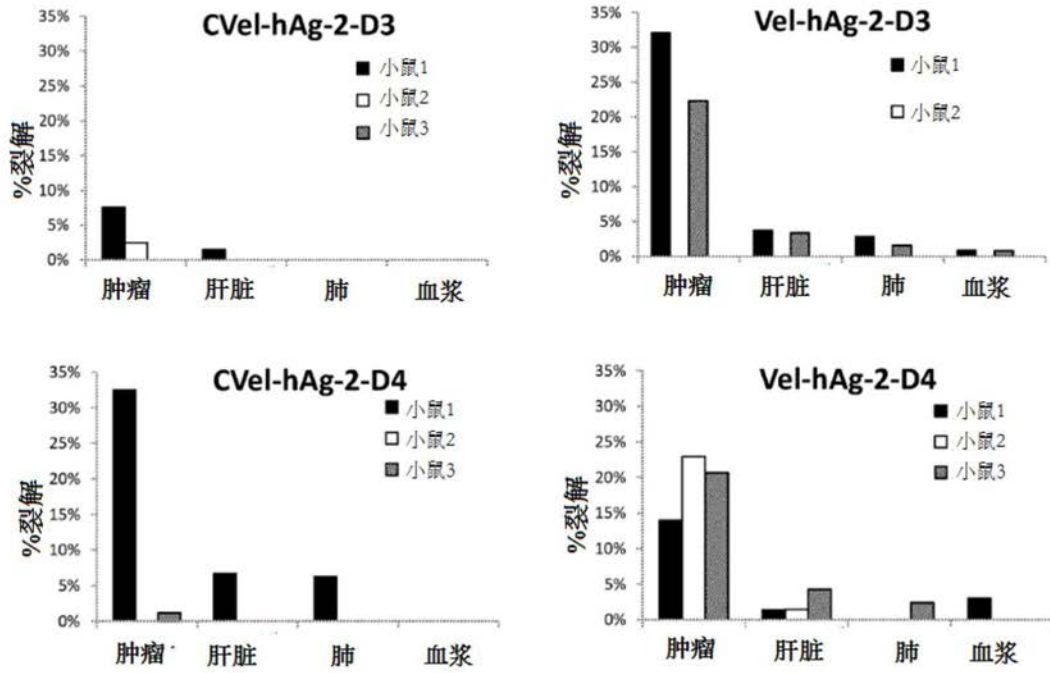 CVel-hAg-2-D3
35%
30%
25%
20%
15%
10%
5%
0%
%裂解
小鼠1
小鼠2
小鼠3
肿瘤 肝脏 肺 血浆
Vel-hAg-2-D3
35%
30%
25%
20%
15%
10%
5%
0%
%裂解
小鼠1
小鼠2
肿瘤 肝脏 肺 血浆
CVel-hAg-2-D4
35%
30%
25%
20%
15%
10%
5%
0%
%裂解
小鼠1
小鼠2
小鼠3
肿瘤 肝脏 肺 血浆
Vel-hAg-2-D4
35%
30%
25%
20%
15%
10%
5%
0%
%裂解
小鼠1
小鼠2
小鼠3
肿瘤 肝脏 肺 血浆